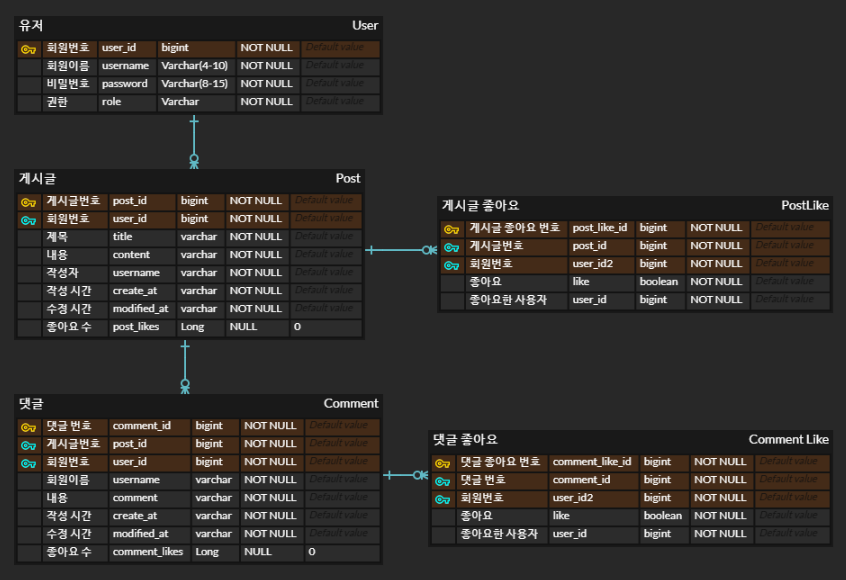 유저 User
회원번호 user_id bigint NOT NULL Default value
회원이름 username Varchar(4-10) NOT NULL Default value
비밀번호 password Varchar(8-15) NOT NULL Default value
권한 role Varchar NOT NULL Default value
게시글 Post
게시글번호 post_id bigint NOT NULL Default value
회원번호 user_id bigint NOT NULL Default value
제목 title varchar NOT NULL Default value
내용 content varchar NOT NULL Default value
작성자 username varchar NOT NULL Default value
작성 시간 create_at varchar NOT NULL Default value
수정 시간 modified_at varchar NOT NULL Default value
좋아요 수 post_likes Long NULL 0
게시글 좋아요 PostLike
게시글 좋아요 번호 post_like_id bigint NOT NULL Default value
게시글번호 post_id bigint NOT NULL Default value
회원번호 user_id2 bigint NOT NULL Default value
좋아요 like boolean NOT NULL Default value
좋아요한 사용자 user_id bigint NOT NULL Default value
댓글 Comment
댓글 번호 comment_id bigint NOT NULL Default value
게시글번호 post_id bigint NOT NULL Default value
회원번호 user_id bigint NOT NULL Default value
회원이름 username varchar NOT NULL Default value
내용 comment varchar NOT NULL Default value
작성 시간 create_at varchar NOT NULL Default value
수정 시간 modified_at varchar NOT NULL Default value
좋아요 수 comment_likes Long NULL 0
댓글 좋아요 Comment Like
댓글 좋아요 번호 comment_like_id bigint NOT NULL Default value
댓글 번호 comment_id bigint NOT NULL Default value
회원번호 user_id2 bigint NOT NULL Default value
좋아요 like boolean NOT NULL Default value
좋아요한 사용자 user_id bigint NOT NULL Default value